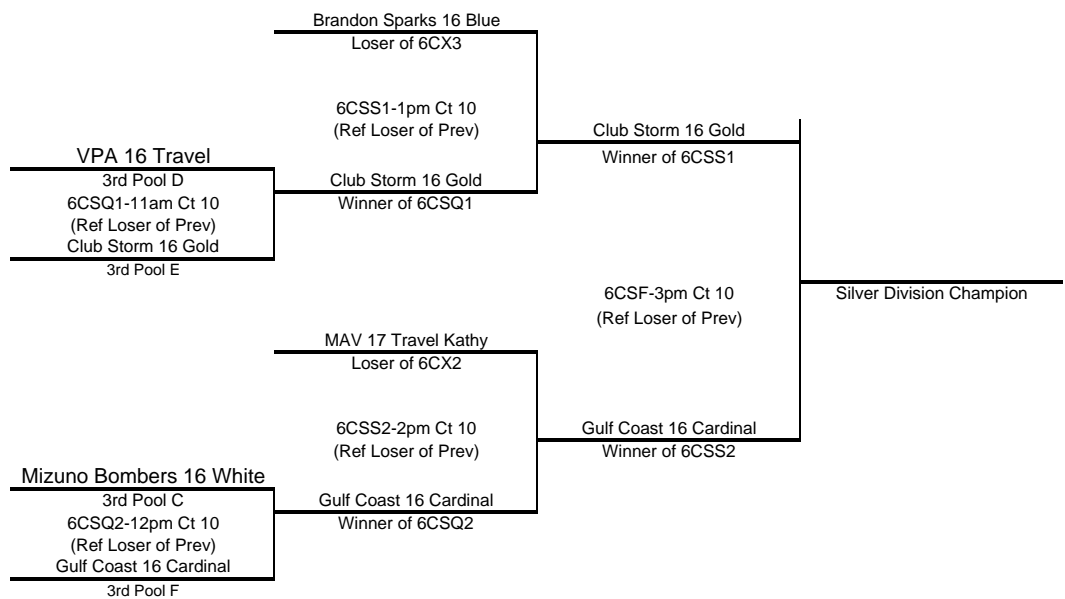 Brandon Sparks 16 Blue
Loser of 6CX3
6CSS1-1pm Ct 10
(Ref Loser of Prev)
Club Storm 16 Gold
Winner of 6CSS1
VPA 16 Travel
3rd Pool D
6CSQ1-11am Ct 10
(Ref Loser of Prev)
Club Storm 16 Gold
3rd Pool E
Club Storm 16 Gold
Winner of 6CSQ1
6CSF-3pm Ct 10
(Ref Loser of Prev)
Silver Division Champion
MAV 17 Travel Kathy
Loser of 6CX2
6CSS2-2pm Ct 10
(Ref Loser of Prev)
Gulf Coast 16 Cardinal
Winner of 6CSS2
Mizuno Bombers 16 White
3rd Pool C
6CSQ2-12pm Ct 10
(Ref Loser of Prev)
Gulf Coast 16 Cardinal
3rd Pool F
Gulf Coast 16 Cardinal
Winner of 6CSQ2